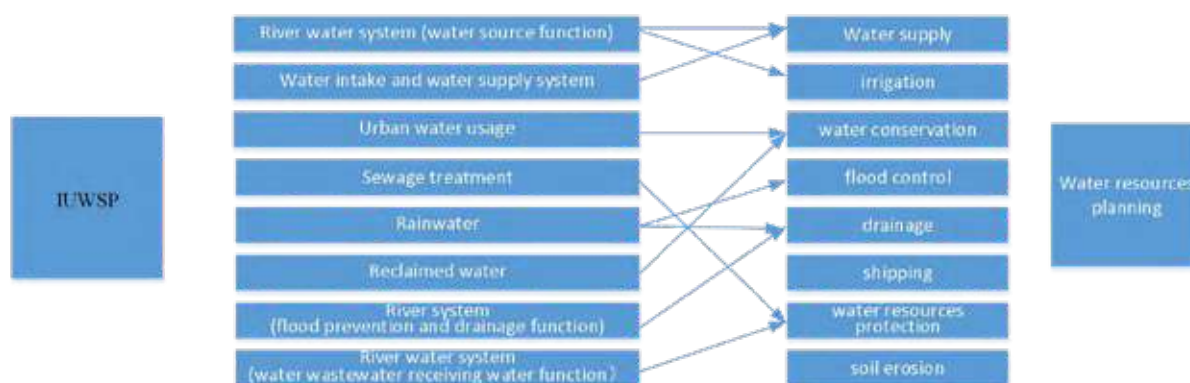 IUWSP
River water system (water source function)
Water intake and water supply system
Urban water usage
Sewage treatment
Rainwater
Reclaimed water
River system
(flood prevention and drainage function)
River water system
(water wastewater receiving water function)
Water supply
irrigation
water conservation
flood control
drainage
shipping
water resources
protection
soil erosion
Water resources
planning